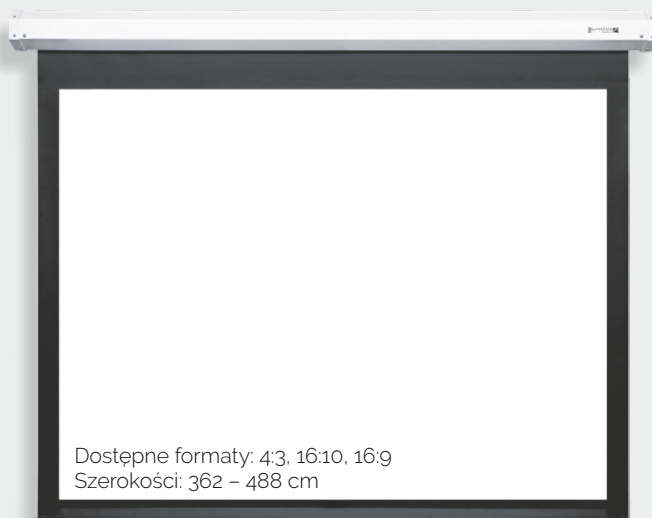 Dostępne formaty: 4:3, 16:10, 16:9
Szerokości: 362 – 488 cm